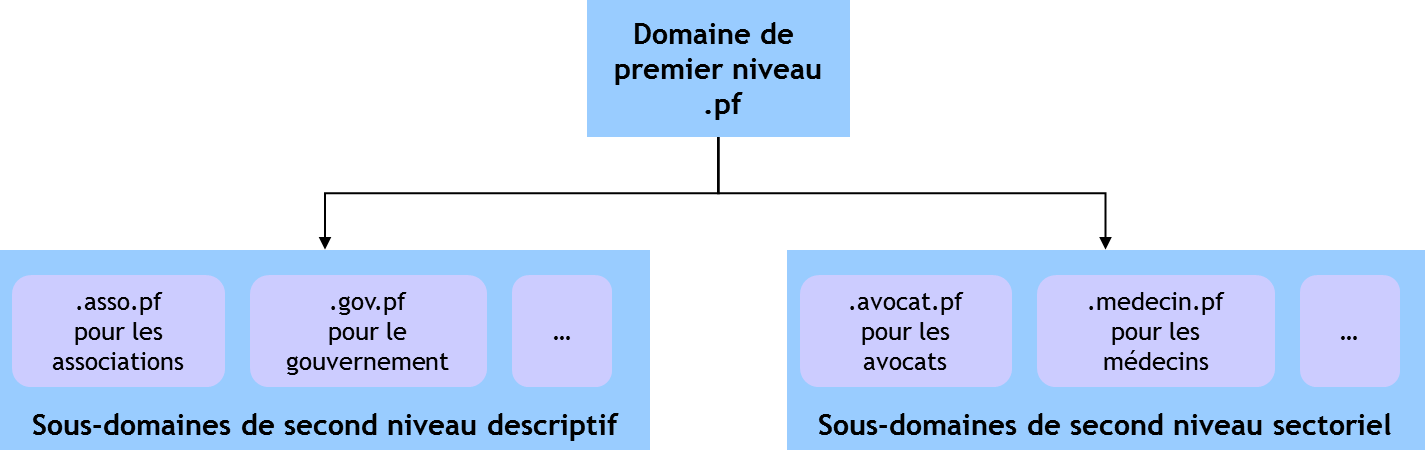 Domaine de
premier niveau
.pf
.asso.pf
pour les
associations
.gov.pf
pour le
gouvernement
...
Sous-domaines de second niveau descriptif
.avocat.pf
pour les
avocats
.medecin.pf
pour les
médecins
...
Sous-domaines de second niveau sectoriel